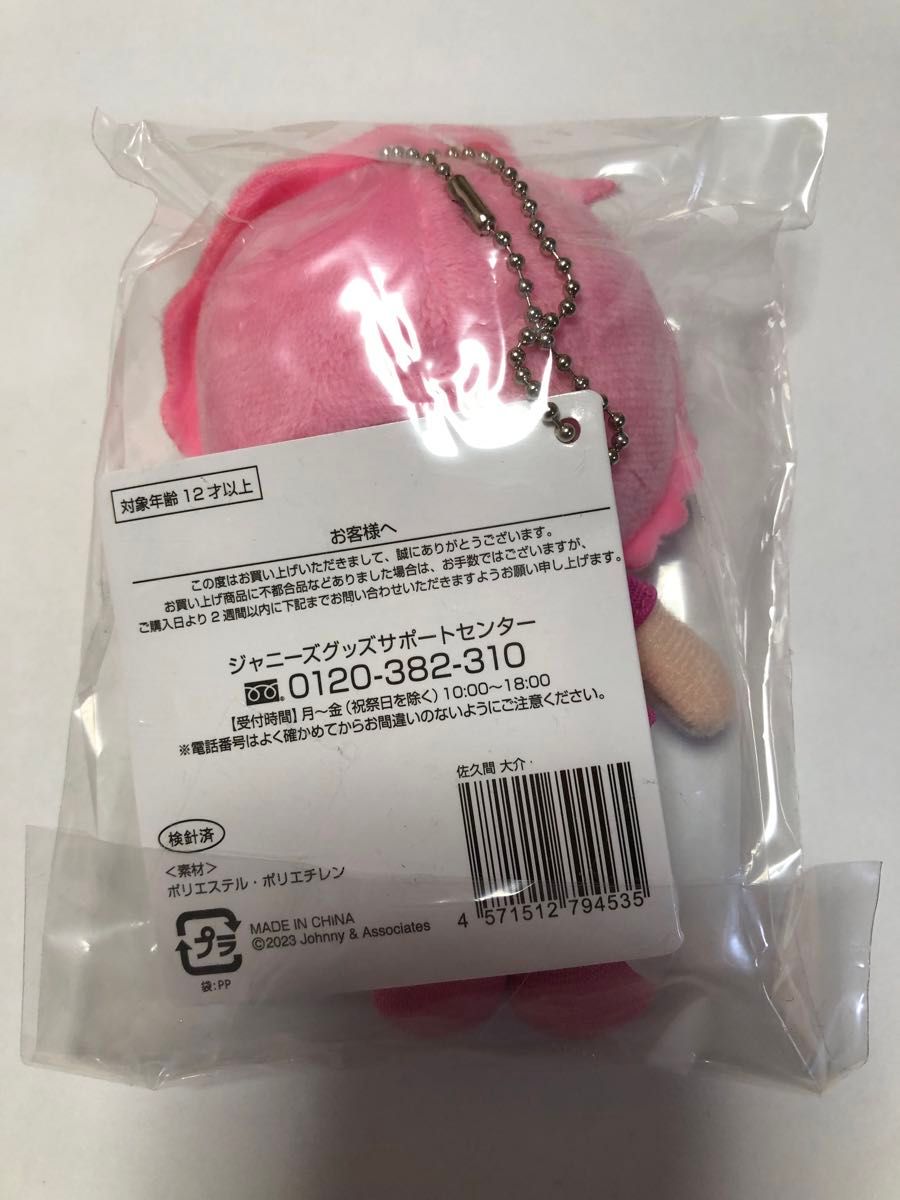 対象年齢12才以上
お客様へ
この度はお買い上げいただきまして、誠にありがとうございます。
お買い上げ商品に不都合品などありました場合は、お手数ではございますが、
ご購入日より2週間以内に下記までお問い合わせいただきますようお願い申し上げます。
ジャニーズグッズサポートセンター
0120-382-310
【受付時間】月〜金(祝祭日を除く)10:00〜18:00
※電話番号はよく確かめてからお間違いのないようにご注意ください。
佐久間 大介
検針済
<素材>
ポリエステル・ポリエチレン
4 571512 794535
プラ
MADE IN CHINA
©2023 Johnny & Associates
袋:PP